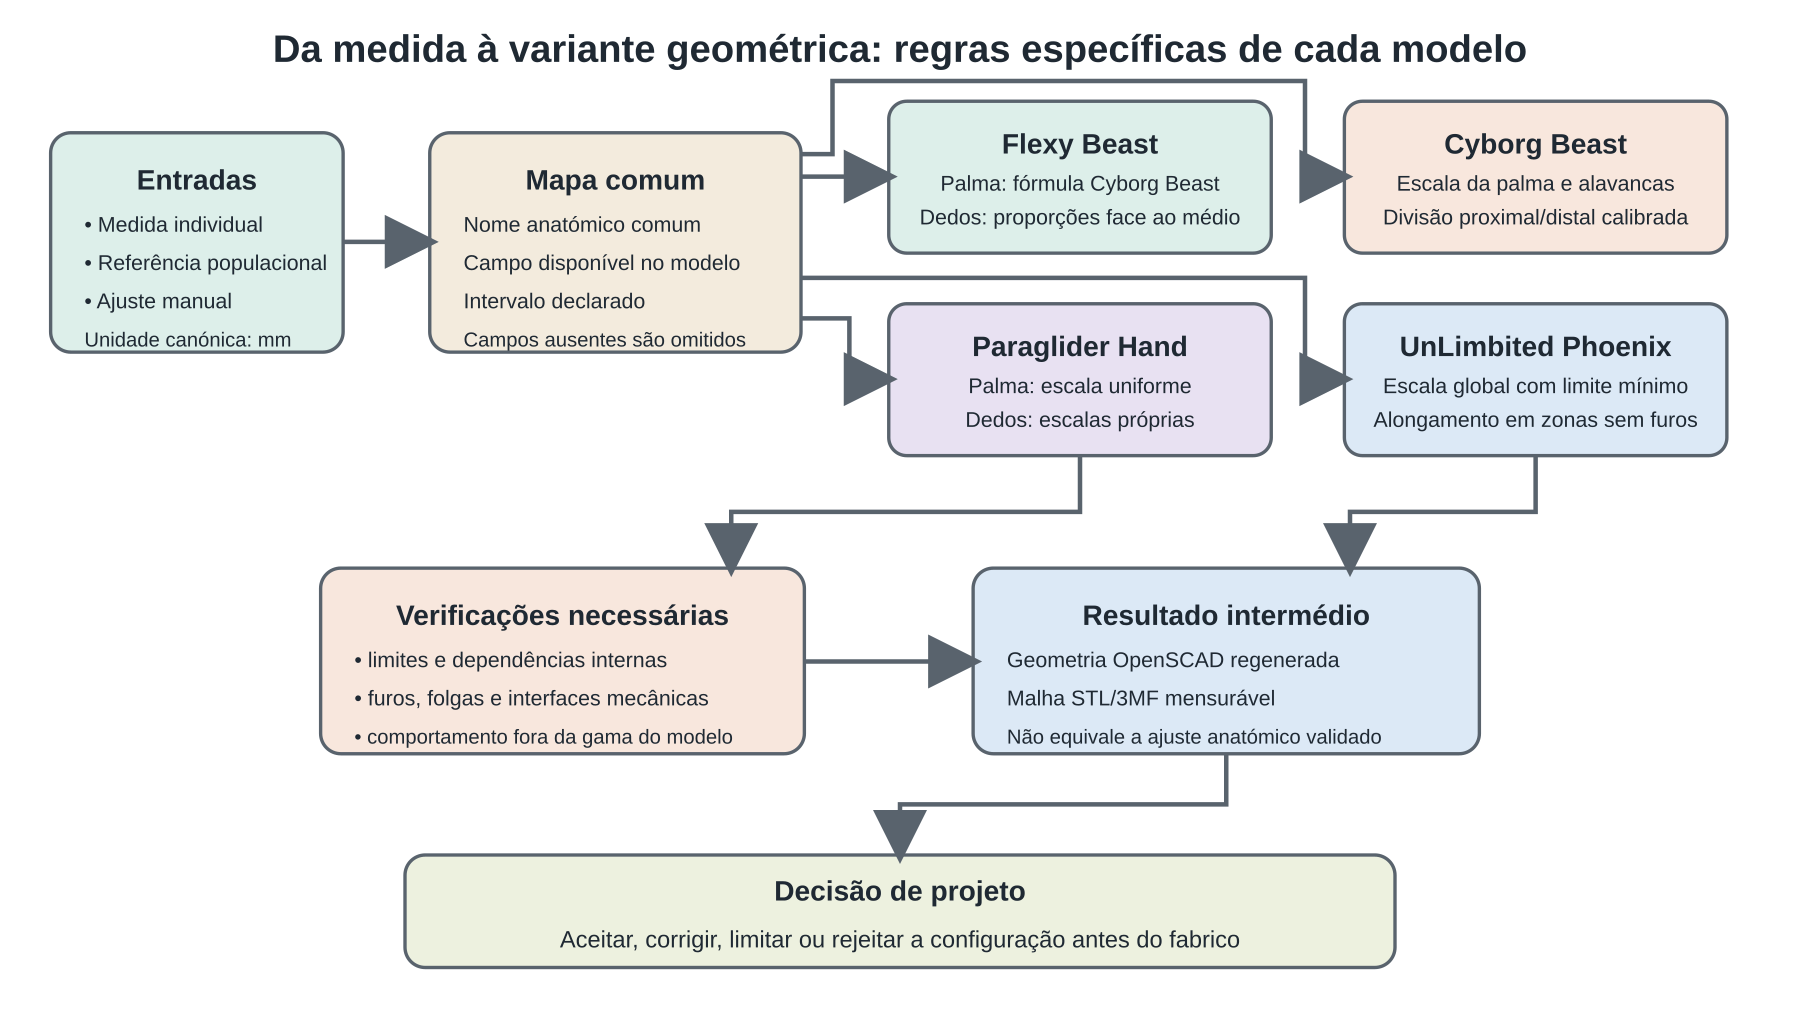 Da medida à variante geométrica: regras específicas de cada modelo
Entradas
• Medida individual
• Referência populacional
• Ajuste manual
Unidade canónica: mm
Mapa comum
Nome anatómico comum
Campo disponível no modelo
Intervalo declarado
Campos ausentes são omitidos
Flexy Beast
Palma: fórmula Cyborg Beast
Dedos: proporções face ao médio
Cyborg Beast
Escala da palma e alavancas
Divisão proximal/distal calibrada
Paraglider Hand
Palma: escala uniforme
Dedos: escalas próprias
UnLimbited Phoenix
Escala global com limite mínimo
Alongamento em zonas sem furos
Verificações necessárias
• limites e dependências internas
• furos, folgas e interfaces mecânicas
• comportamento fora da gama do modelo
Resultado intermédio
Geometria OpenSCAD regenerada
Malha STL/3MF mensurável
Não equivale a ajuste anatómico validado
Decisão de projeto
Aceitar, corrigir, limitar ou rejeitar a configuração antes do fabrico